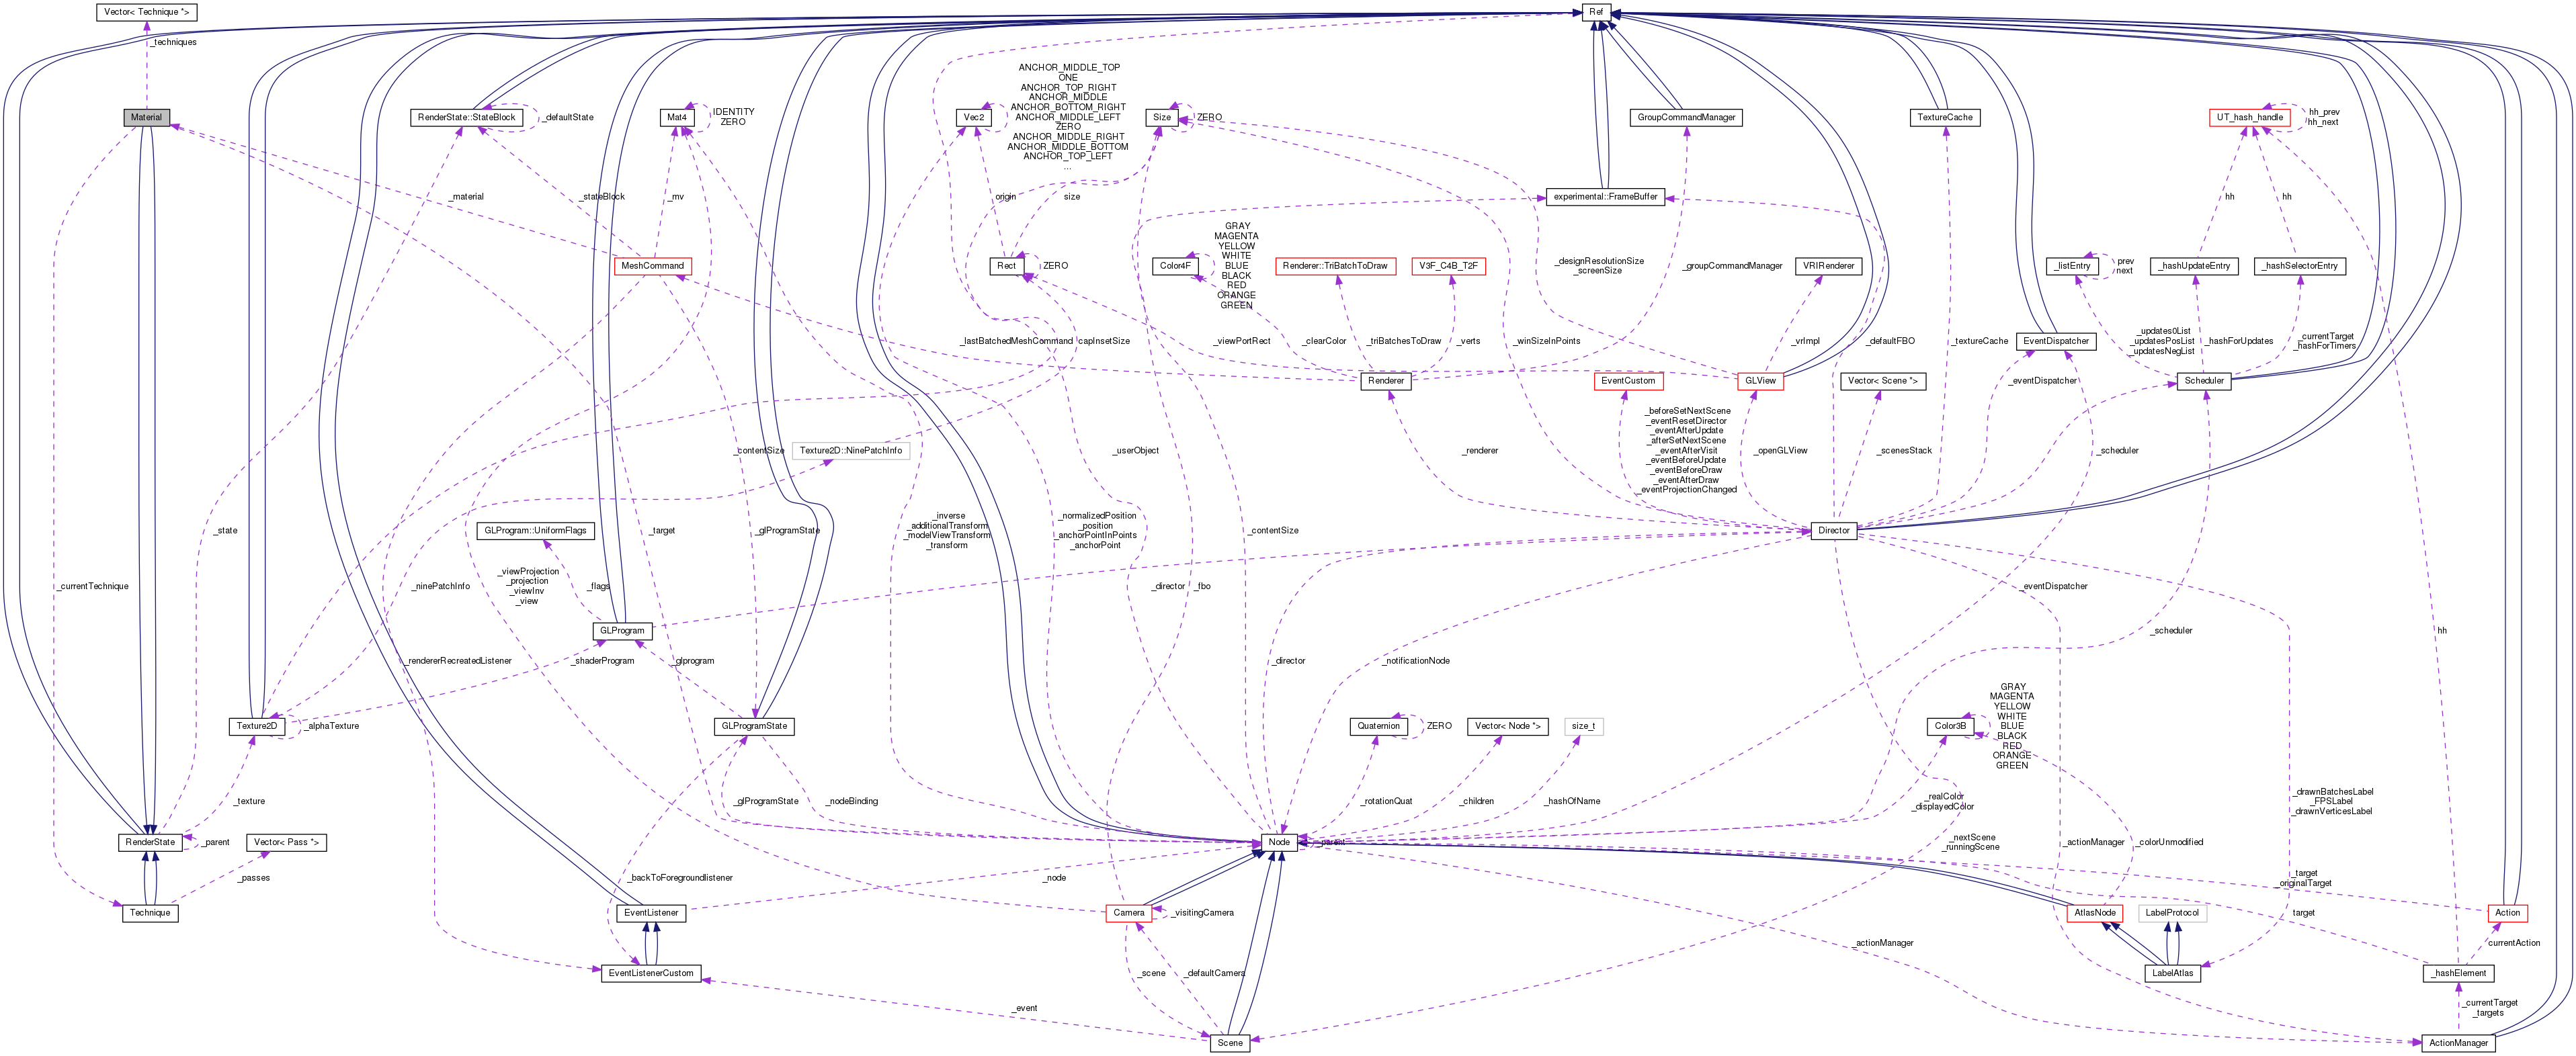 Vector< Technique *>
Ref
_techniques
ANCHOR_MIDDLE_TOP
ONE
ANCHOR_TOP_RIGHT
ANCHOR_MIDDLE
ANCHOR_BOTTOM_RIGHT
ANCHOR_MIDDLE_LEFT
ZERO
ANCHOR_MIDDLE_RIGHT
ANCHOR_MIDDLE_BOTTOM
ANCHOR_TOP_LEFT
...
Material
RenderState::StateBlock
_defaultState
Mat4
IDENTITY
ZERO
Vec2
Size
ZERO
GroupCommandManager
TextureCache
UT_hash_handle
hh_prev
hh_next
_material
_stateBlock
_mv
origin
size
experimental::FrameBuffer
hh
hh
GRAY
MAGENTA
YELLOW
WHITE
BLUE
BLACK
RED
ORANGE
GREEN
MeshCommand
Rect
ZERO
Color4F
Renderer::TriBatchToDraw
V3F_C4B_T2F
_designResolutionSize
_screenSize
_groupCommandManager
VRIRenderer
_listEntry
prev
next
_hashUpdateEntry
_hashSelectorEntry
_lastBatchedMeshCommand
capInsetSize
_viewPortRect
_clearColor
_triBatchesToDraw
_verts
_winSizeInPoints
_vrImpl
_defaultFBO
_textureCache
EventDispatcher
_updates0List
_updatesPosList
_updatesNegList
_hashForUpdates
_currentTarget
_hashForTimers
Renderer
EventCustom
GLView
Vector< Scene *>
_eventDispatcher
Scheduler
_contentSize
Texture2D::NinePatchInfo
_userObject
_renderer
_beforeSetNextScene
_eventResetDirector
_eventAfterUpdate
_afterSetNextScene
_eventAfterVisit
_eventBeforeUpdate
_eventBeforeDraw
_eventAfterDraw
_eventProjectionChanged
_openGLView
_scenesStack
_scheduler
_state
GLProgram::UniformFlags
_target
_glProgramState
_inverse
_additionalTransform
_modelViewTransform
_transform
_normalizedPosition
_position
_anchorPointInPoints
_anchorPoint
_contentSize
Director
_currentTechnique
_ninePatchInfo
_viewProjection
_projection
_viewInv
_view
_flags
_director
_fbo
_eventDispatcher
GLProgram
hh
_rendererRecreatedListener
_shaderProgram
_glprogram
_director
_notificationNode
_scheduler
Texture2D
_alphaTexture
GLProgramState
Quaternion
ZERO
Vector< Node *>
size_t
Color3B
GRAY
MAGENTA
YELLOW
WHITE
BLUE
BLACK
RED
ORANGE
GREEN
_texture
_glProgramState
_nodeBinding
_rotationQuat
_children
_hashOfName
_realColor
_displayedColor
_drawnBatchesLabel
_FPSLabel
_drawnVerticesLabel
RenderState
_parent
Vector< Pass *>
Node
_parent
_nextScene
_runningScene
_actionManager
_colorUnmodified
_passes
_backToForegroundlistener
_node
_target
_originalTarget
Technique
EventListener
Camera
_visitingCamera
AtlasNode
LabelProtocol
target
Action
_actionManager
currentAction
EventListenerCustom
_scene
_defaultCamera
LabelAtlas
_hashElement
_event
_currentTarget
_targets
Scene
ActionManager